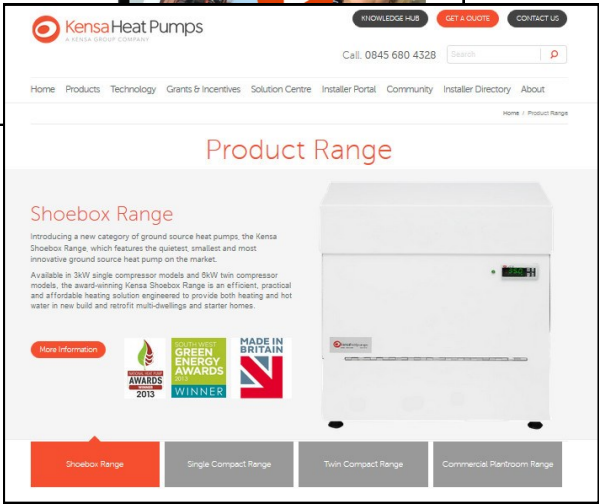 Kensa Heat Pumps
A KENSA GROUP COMPANY
KNOWLEDGE HUB
GET A QUOTE
CONTACT US
Call. 0845 680 4328
Search
Home Products Technology Grants & Incentives Solution Centre Installer Portal Community Installer Directory About
Home / Product Range
Product Range
Shoebox Range
Introducing a new category of ground source heat pumps, the Kensa
Shoebox Range, which features the quietest, smallest and most
innovative ground source heat pump on the market.
Available in 3kW single compressor models and 6kW twin compressor
models, the award-winning Kensa Shoebox Range is an efficient, practical
and affordable heating solution engineered to provide both heating and hot
water in new build and retrofit multi-dwellings and starter homes.
More Information
AWARDS
2013
SOUTH WEST
GREEN
ENERGY
AWARDS
2013
WINNER
MADE IN
BRITAIN
Shoebox Range
Single Compact Range
Twin Compact Range
Commercial Plantroom Range